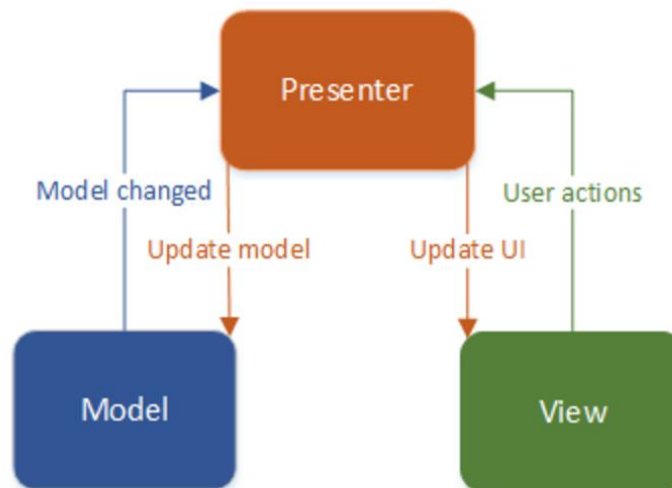 Presenter
Model changed
User actions
Update model
Update UI
Model
View